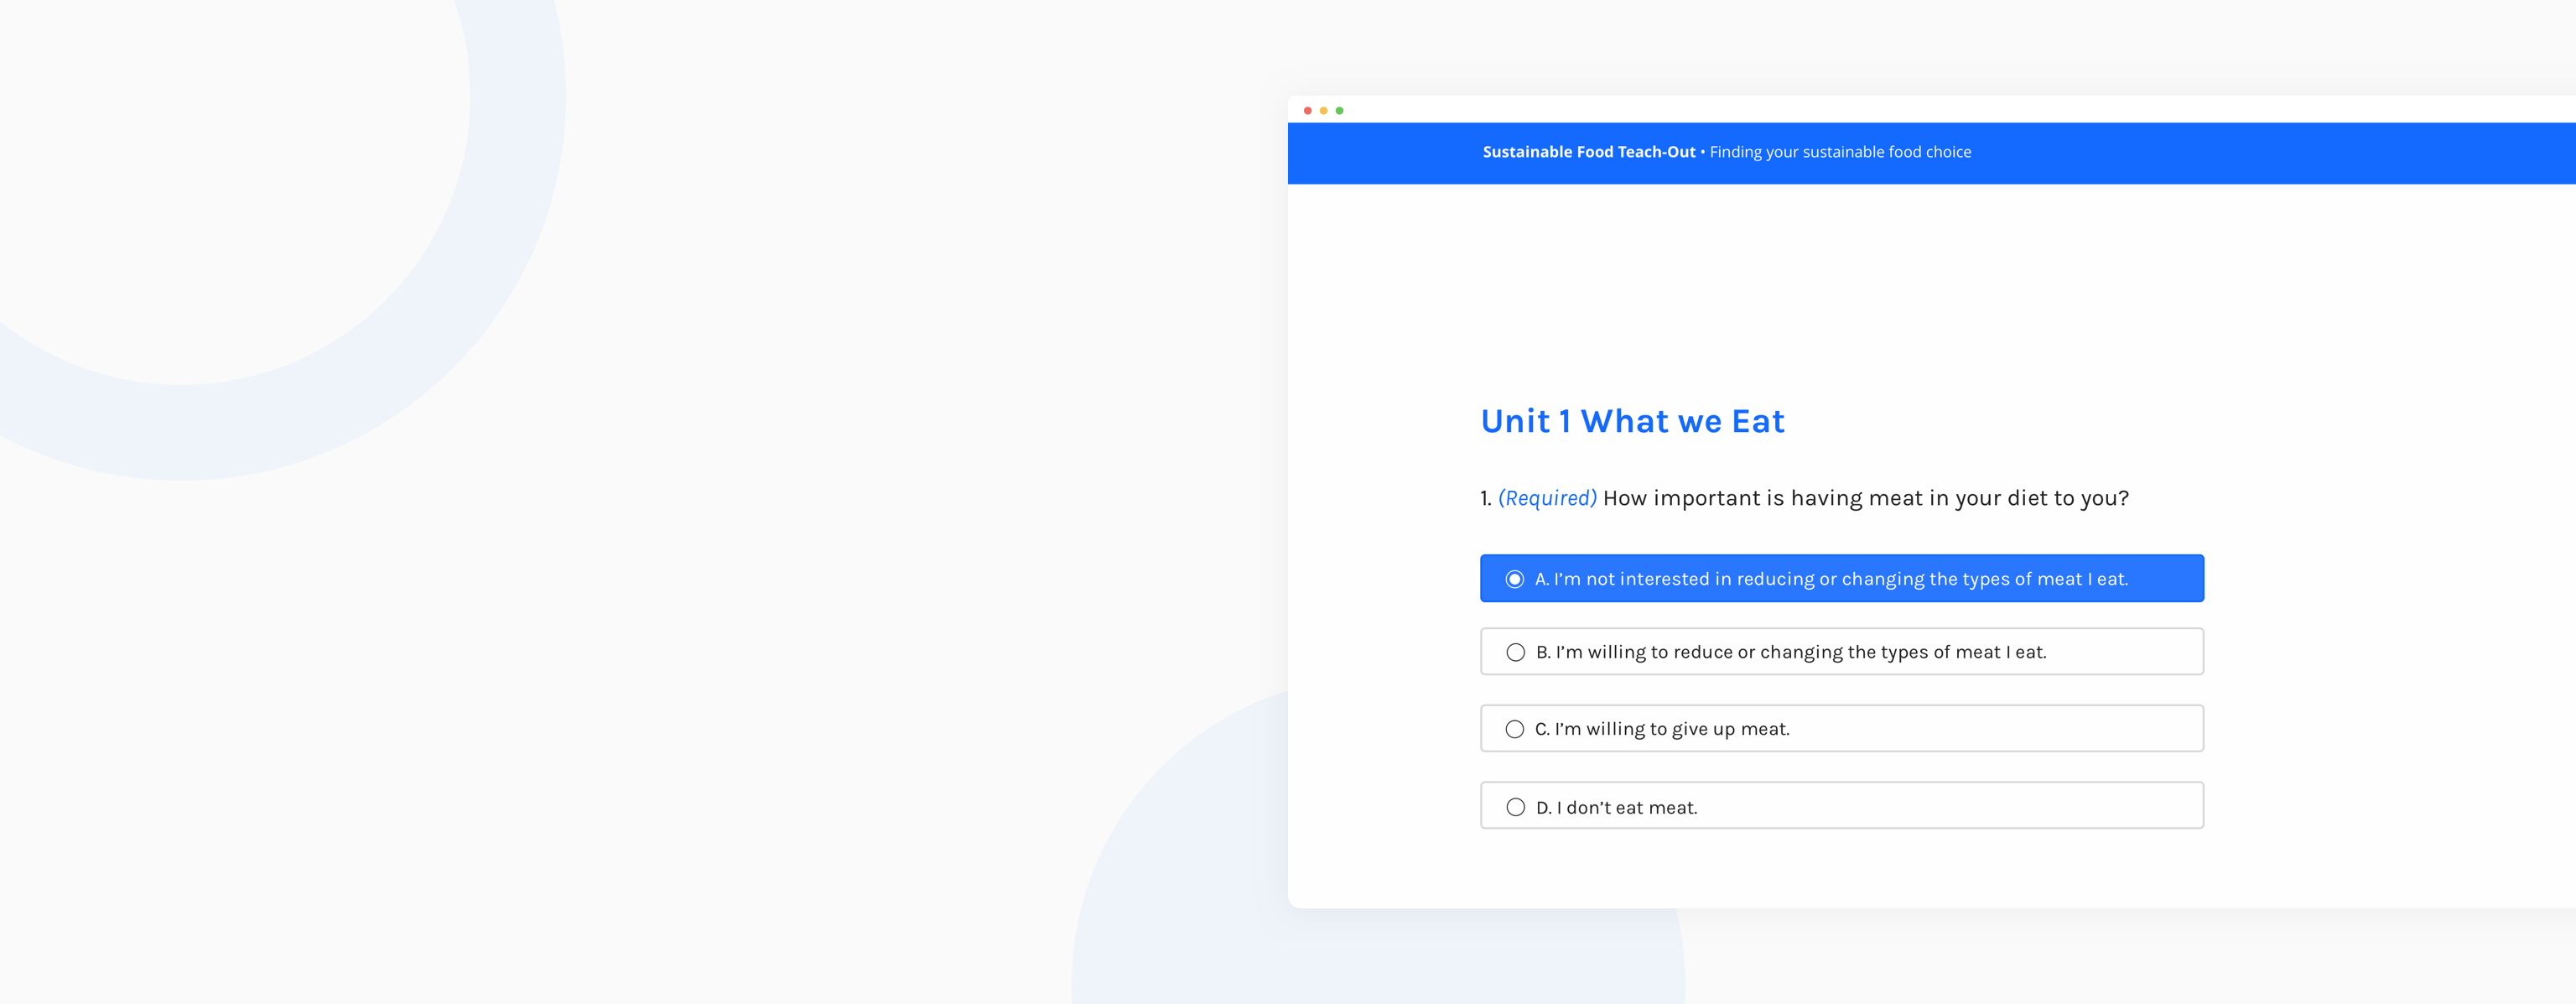 Sustainable Food Teach-Out • Finding your sustainable food choice
Unit 1 What we Eat
1. (Required) How important is having meat in your diet to you?
A. I’m not interested in reducing or changing the types of meat I eat.
B. I’m willing to reduce or changing the types of meat I eat.
C. I’m willing to give up meat.
D. I don’t eat meat.